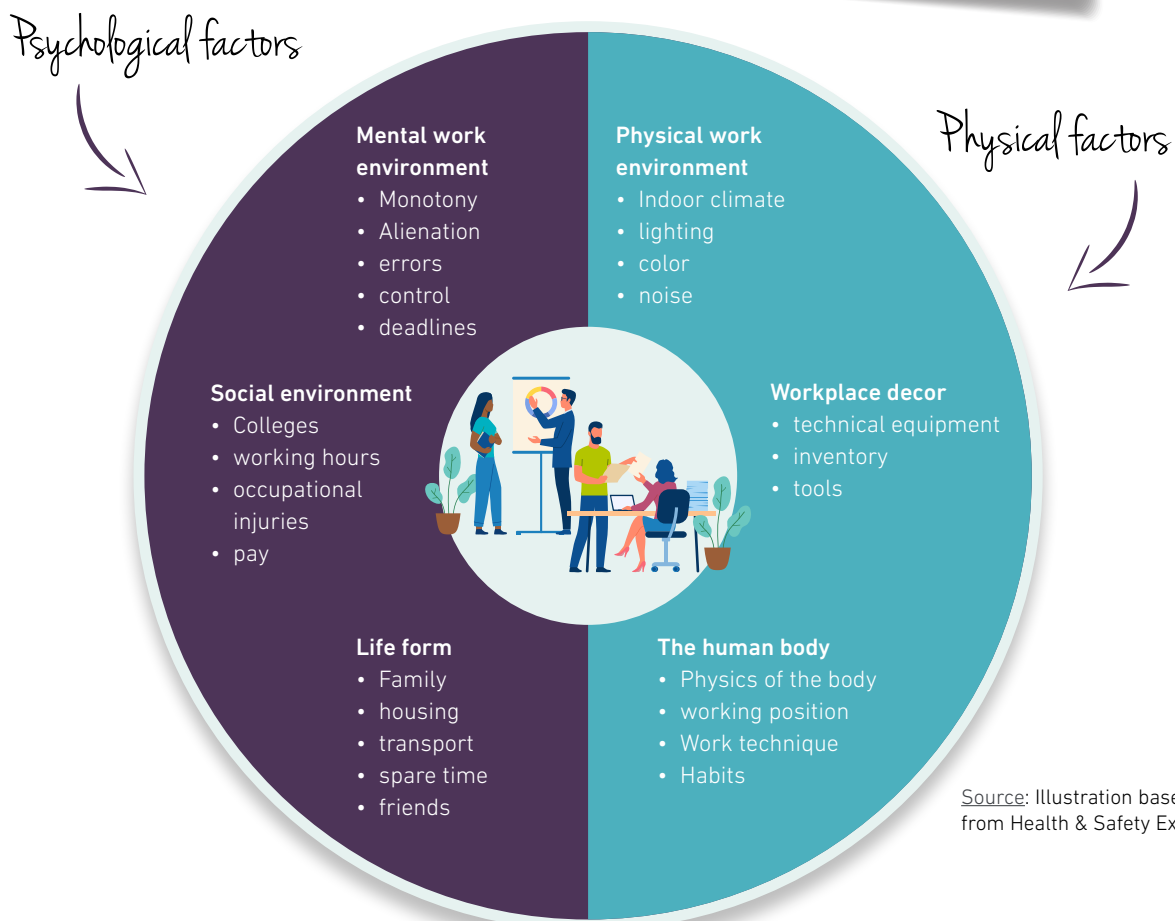 Psychological factors
Mental work
environment
• Monotony
• Alienation
• errors
• control
• deadlines
Social environment
• Colleges
• working hours
• occupational
injuries
• pay
Life form
• Family
• housing
• transport
• spare time
• friends
Physical factors
Physical work
environment
• Indoor climate
• lighting
• color
• noise
Workplace decor
• technical equipment
• inventory
• tools
The human body
• Physics of the body
• working position
• Work technique
• Habits
Source: Illustration base
from Health & Safety Ex